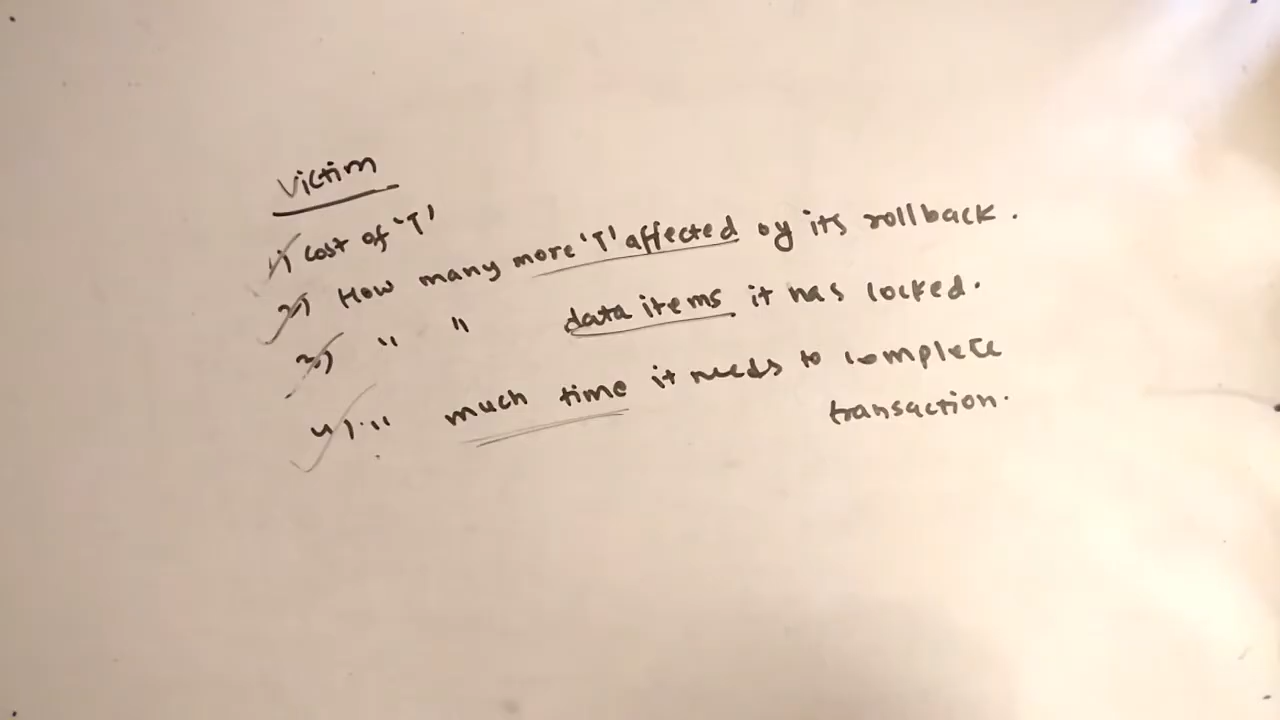 Victim
1) Cost of 'T'
2) How many more 'T' affected by its rollback.
3) " " data items it has locked.
4) " much time it needs to complete
transaction.